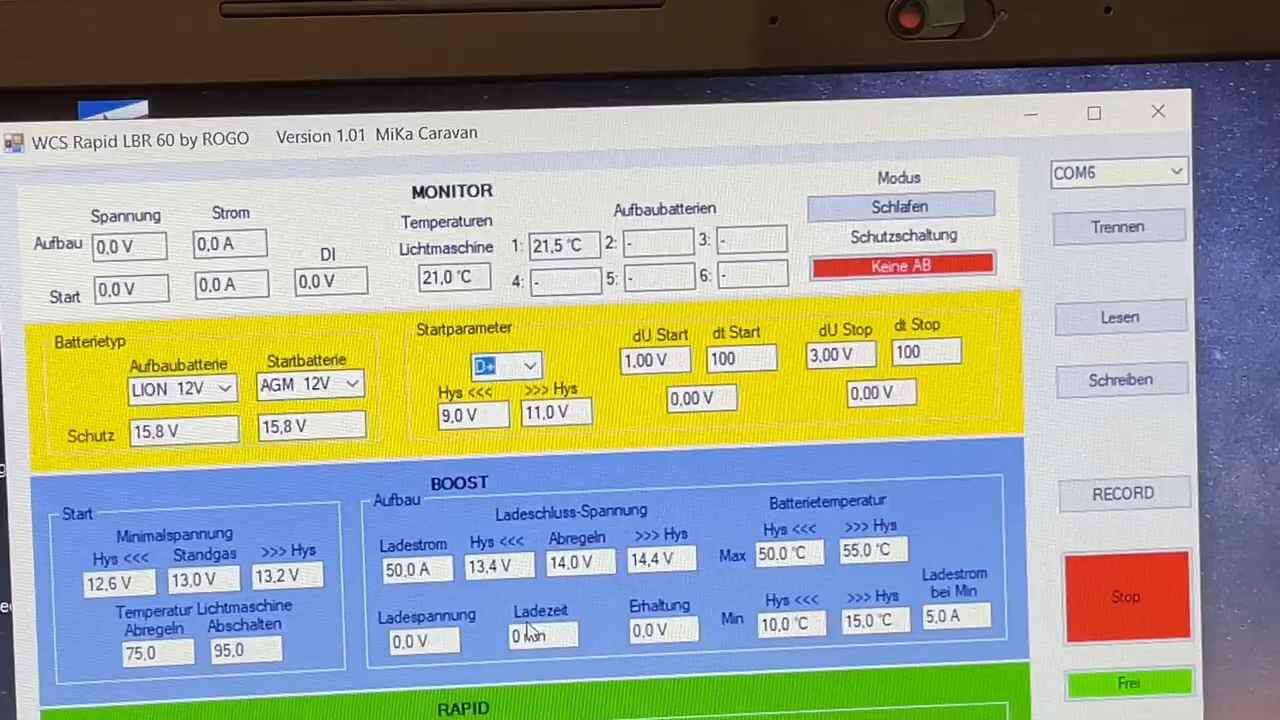 WCS Rapid LBR 60 by ROGO Version 1.01 MiKa Caravan
MONITOR
Spannung Strom
Aufbau 0,0 V 0,0 A
DI
Start 0,0 V 0,0 A 0,0 V
Temperaturen
Lichtmaschine
21,0 °C
Aufbaubatterien
1: 21,5 °C 2: - 3: -
4: - 5: - 6: -
Modus
Schlafen
Schutzschaltung
Keine AB
COM6
Trennen
Lesen
Schreiben
RECORD
Stop
Frei
Batterietyp
Aufbaubatterie Startbatterie
LION 12V AGM 12V
Schutz 15,8 V 15,8 V
Startparameter
D+
Hys <<< >>> Hys
9,0 V 11,0 V
dU Start dt Start dU Stop dt Stop
1,00 V 100 3,00 V 100
0,00 V 0,00 V
BOOST
Start
Minimalspannung
Hys <<< Standgas >>> Hys
12,6 V 13,0 V 13,2 V
Temperatur Lichtmaschine
Abregeln Abschalten
75,0 95,0
Aufbau
Ladeschluss-Spannung
Ladestrom Hys <<< Abregeln >>> Hys
50,0 A 13,4 V 14,0 V 14,4 V
Ladespannung Ladezeit Erhaltung
0,0 V 0 min 0,0 V
Batterietemperatur
Hys <<< >>> Hys
Max 50,0 °C 55,0 °C
Ladestrom
bei Min
Hys <<< >>> Hys
Min 10,0 °C 15,0 °C 5,0 A
RAPID